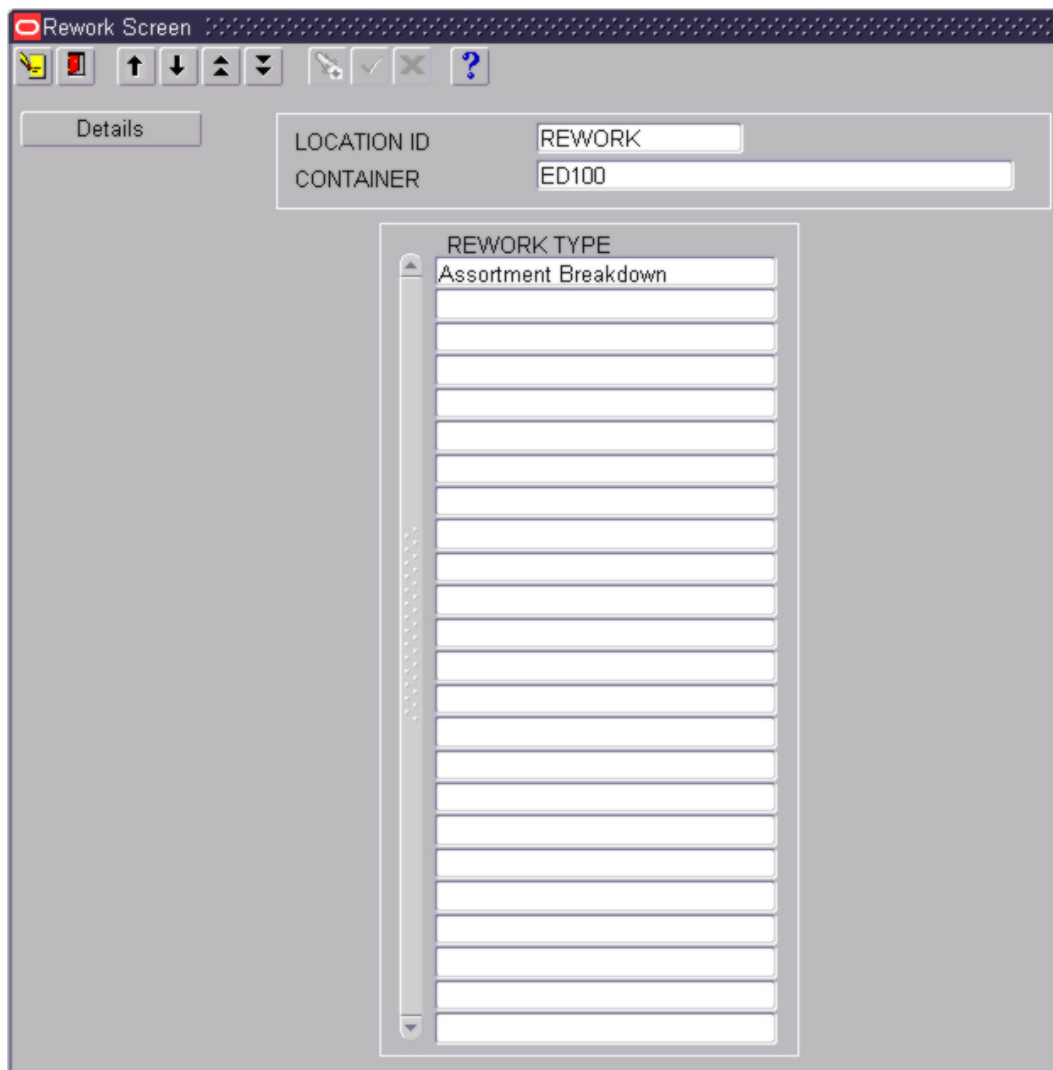 Rework Screen
?
Details
LOCATION ID REWORK
CONTAINER ED100
REWORK TYPE
Assortment Breakdown